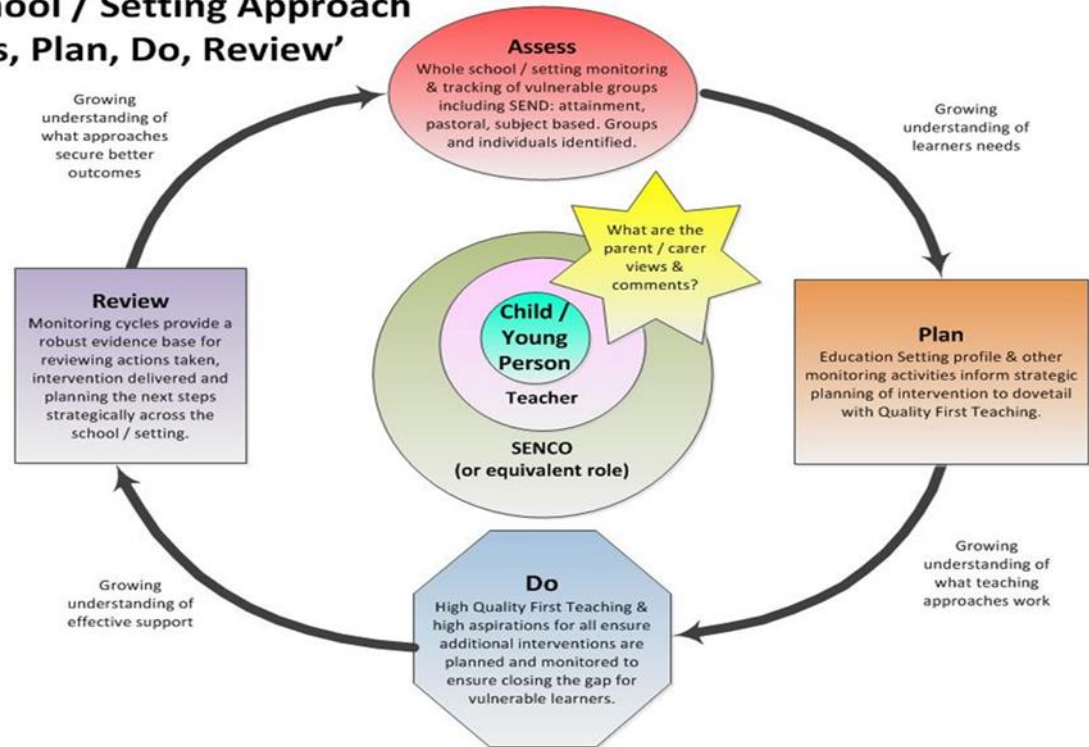 hool / Setting Approach
s, Plan, Do, Review’
Assess
Whole school / setting monitoring
& tracking of vulnerable groups
including SEND: attainment,
pastoral, subject based. Groups
and individuals identified.
Growing
understanding of
learners needs
Plan
Education Setting profile & other
monitoring activities inform strategic
planning of intervention to dovetail
with Quality First Teaching.
Growing
understanding of
what teaching
approaches work
Do
High Quality First Teaching &
high aspirations for all ensure
additional interventions are
planned and monitored to
ensure closing the gap for
vulnerable learners.
Growing
understanding of
effective support
Review
Monitoring cycles provide a
robust evidence base for
reviewing actions taken,
intervention delivered and
planning the next steps
strategically across the
school / setting.
Growing
understanding of
what approaches
secure better
outcomes
What are the
parent / carer
views &
comments?
Child /
Young
Person
Teacher
SENCO
(or equivalent role)